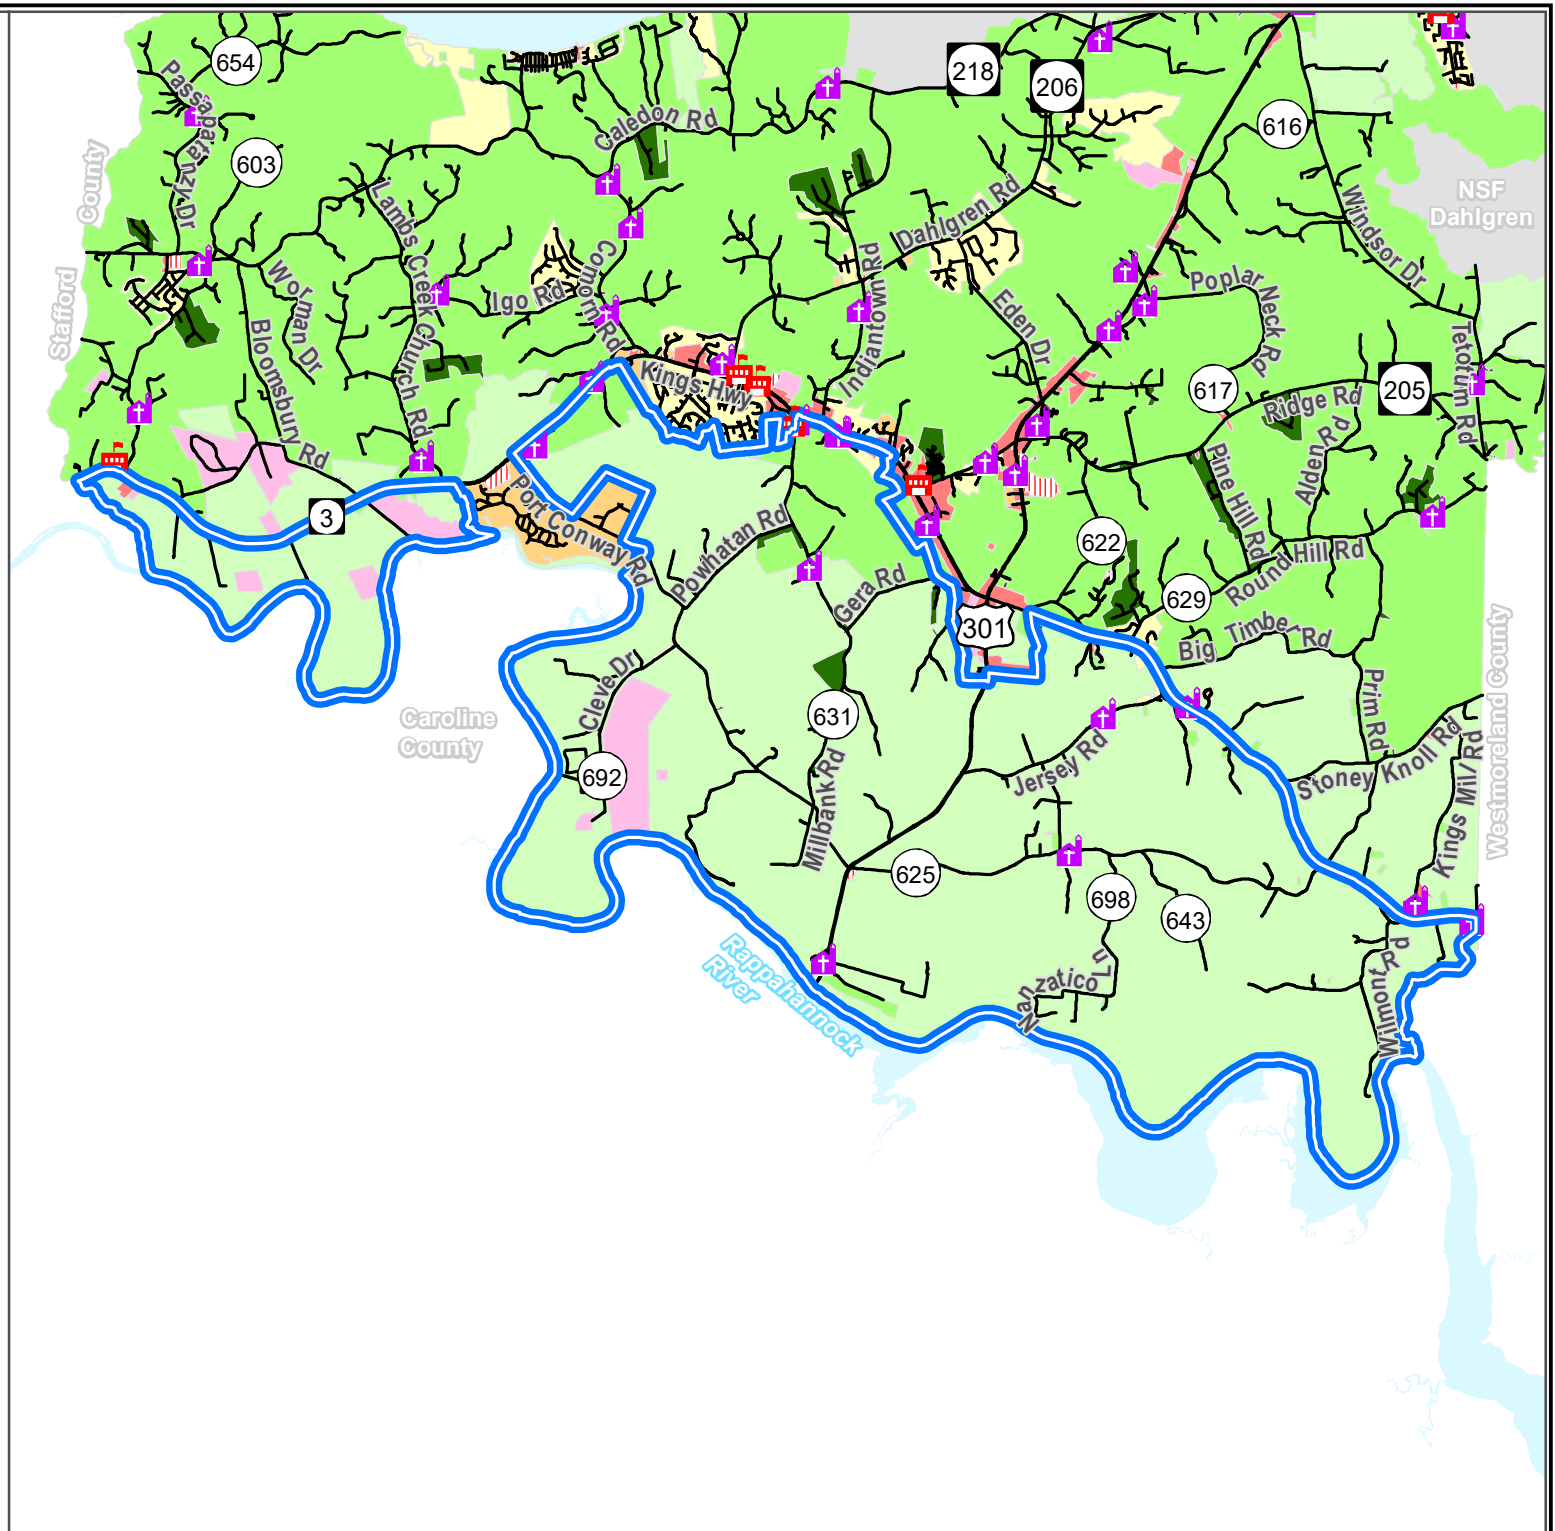 654
218
206
616
Passapatanzy Dr
603
Caledon Rd
County
NSF
Dahlgren
Windsor Dr
Lambs Creek Church Rd
Dahlgren Rd
Comorn Rd
Indiantown Rd
Worman Dr
Igo Rd
Eden Dr
Poplar Neck Rd
Stafford
Bloomsbury Rd
Kings Hwy
617
Ridge Rd
205
Tetotum Rd
Alden Rd
Pine Hill Rd
3
Port Conway Rd
Powhatan Rd
622
Round Hill Rd
Gera Rd
629
301
Big Timber Rd
Westmoreland County
Cleve Dr
Caroline
County
631
Prim Rd
Jersey Rd
692
Millbank Rd
Stoney Knoll Rd
Kings Mill Rd
625
698
643
Rappahannock
River
Nanzatico Ln
Wilmont Rd